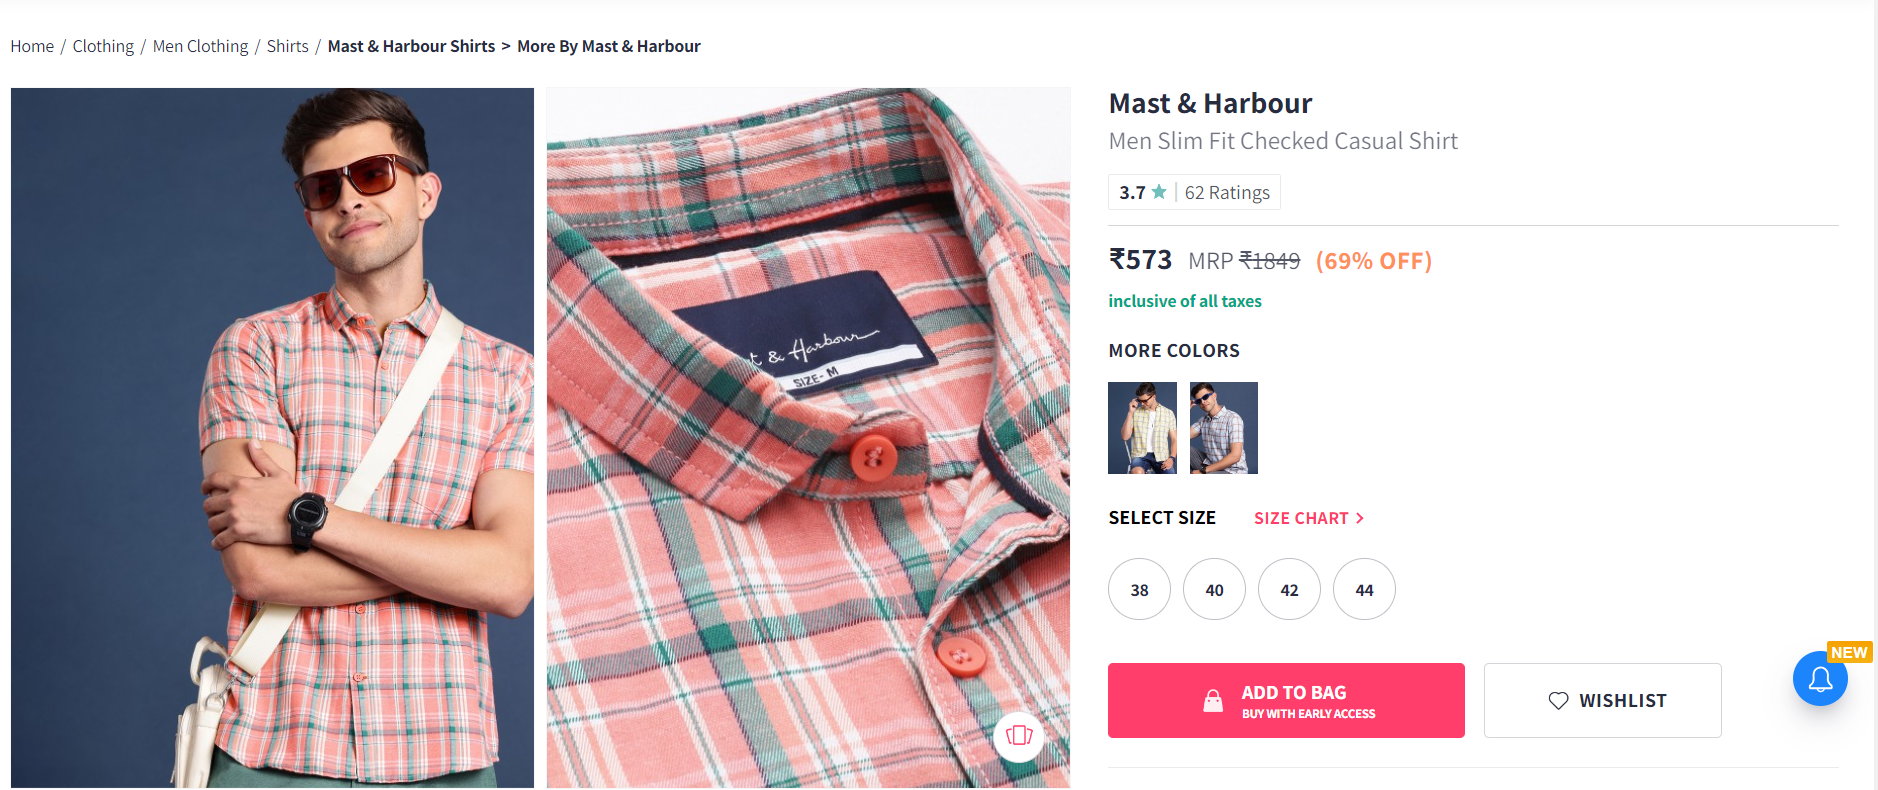 Home / Clothing / Men Clothing / Shirts / Mast & Harbour Shirts > More By Mast & Harbour
t & Harbour
SIZE- M
Mast & Harbour
Men Slim Fit Checked Casual Shirt
3.7 ★ | 62 Ratings
₹573 MRP ₹1849 (69% OFF)
inclusive of all taxes
MORE COLORS
SELECT SIZE SIZE CHART >
38 40 42 44
NEW
ADD TO BAG
BUY WITH EARLY ACCESS
WISHLIST